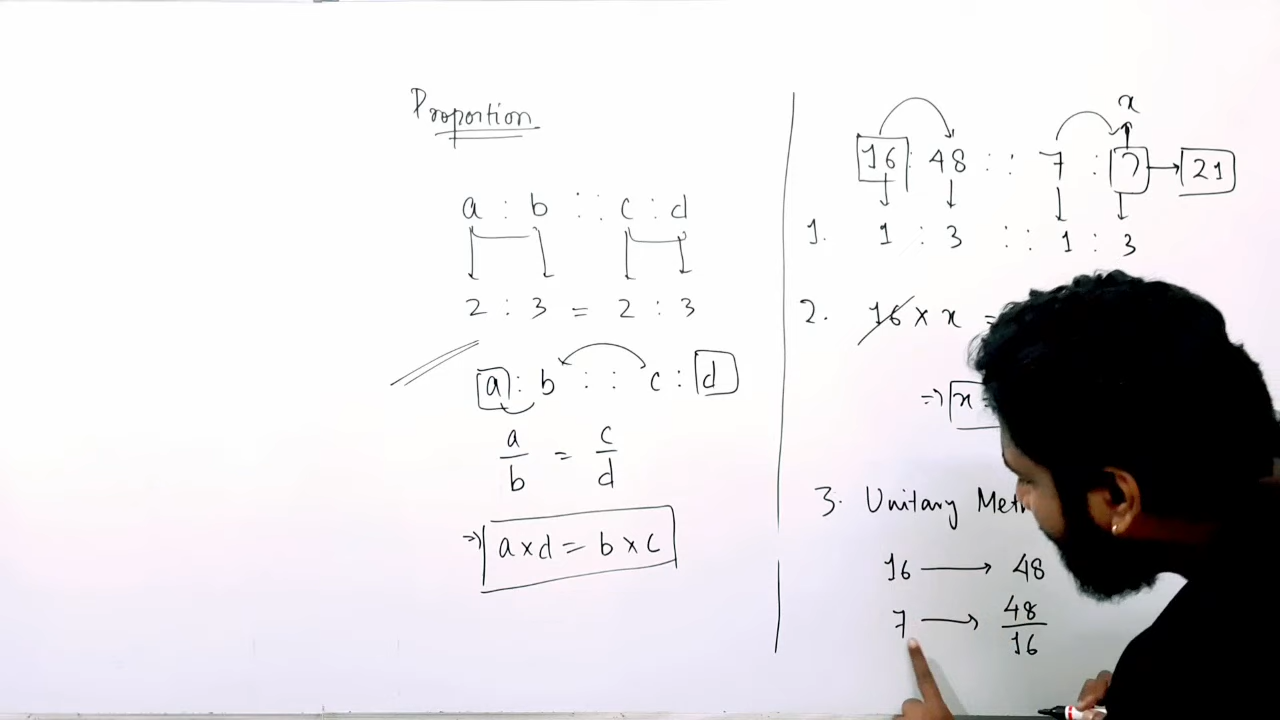 Proportion
a : b :: c : d
2 : 3 = 2 : 3
a : b :: c : d
a/b = c/d
=> a x d = b x c
x
16 : 48 :: 7 : ? → 21
1. 1 : 3 :: 1 : 3
2. 16 x x =
=> x =
3. Unitary
16 → 48
7 → 48/16